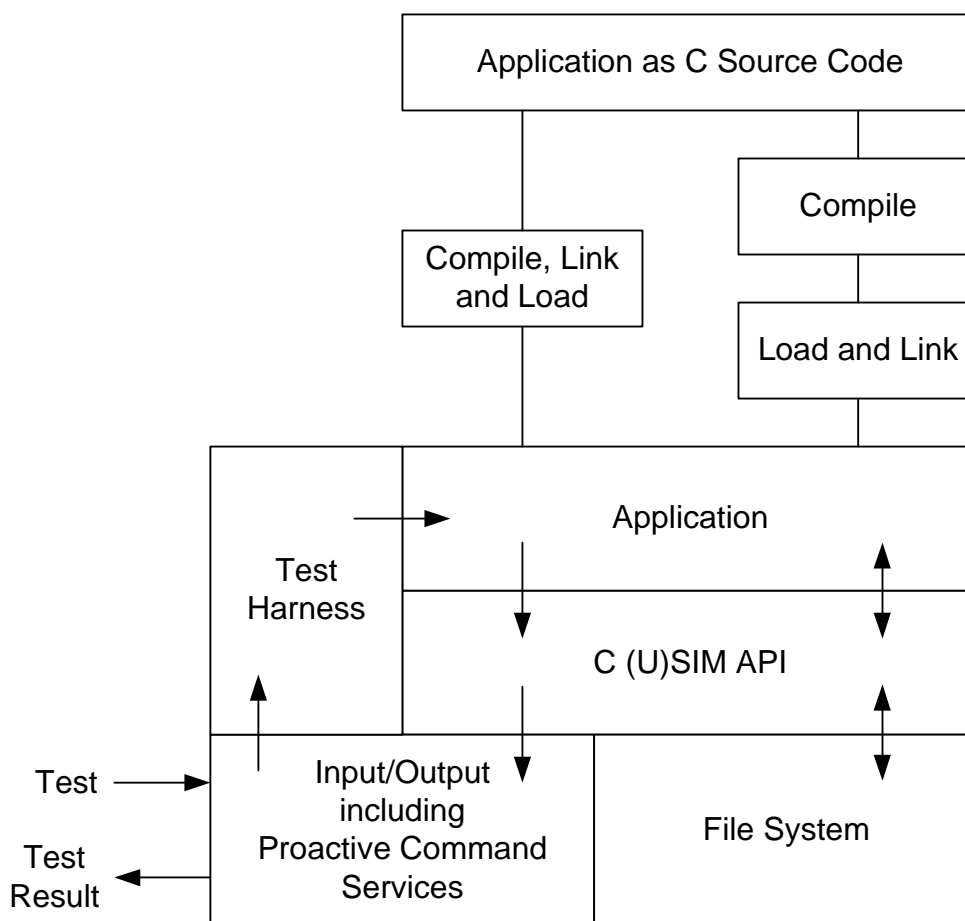 Application as C Source Code
Compile
Compile, Link
and Load
Load and Link
Application
Test
Harness
C (U)SIM API
Test
Input/Output
including
Proactive Command
Services
File System
Test
Result